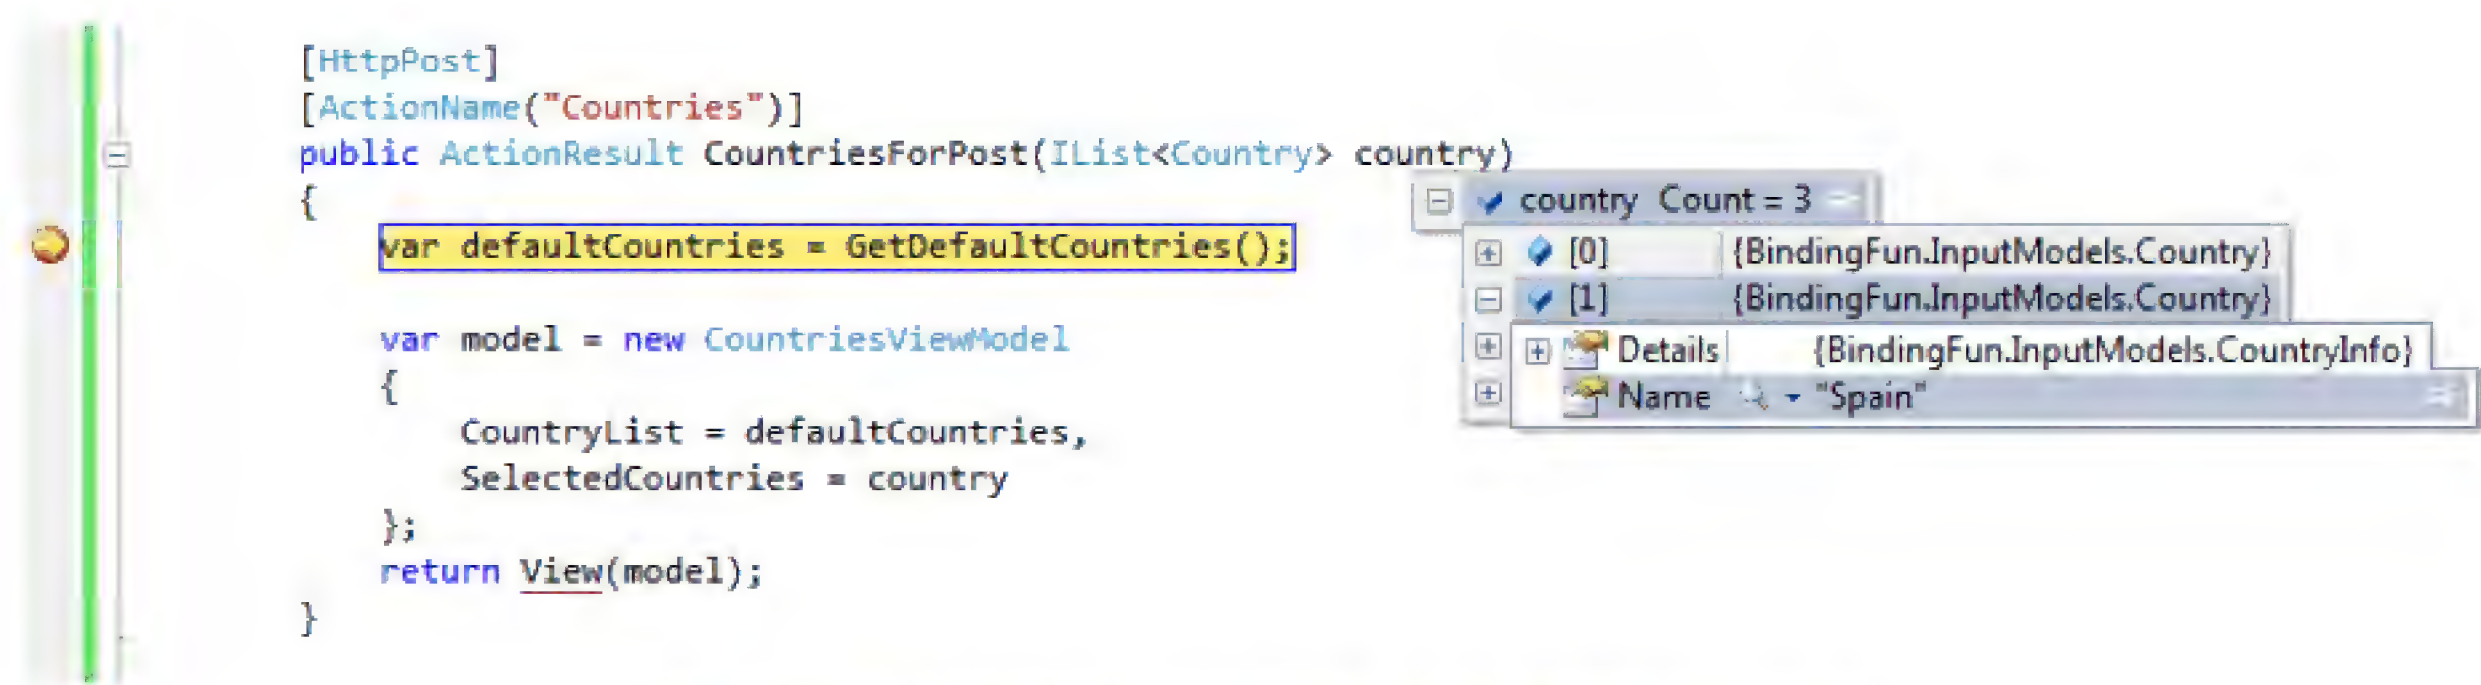 [HttpPost]
[ActionName("Countries")]
public ActionResult CountriesForPost(IList<Country> country)
{
country Count = 3
var defaultCountries = GetDefaultCountries();
[0] {BindingFun.InputModels.Country}
[1] {BindingFun.InputModels.Country}
var model = new CountriesViewModel
Details {BindingFun.InputModels.CountryInfo}
{
Name "Spain"
CountryList = defaultCountries,
SelectedCountries = country
};
return View(model);
}